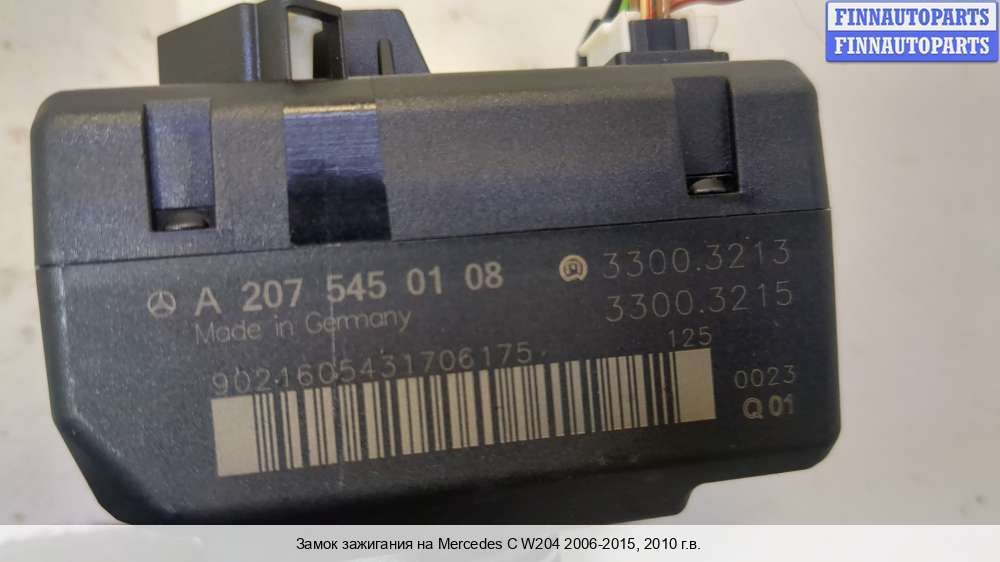 FINNAUTOPARTS
FINNAUTOPARTS
A 207 545 01 08
3300.3213
Made in Germany
3300.3215
125
9021605431706175
0023
Q01
Замок зажигания на Mercedes C W204 2006-2015, 2010 г.в.